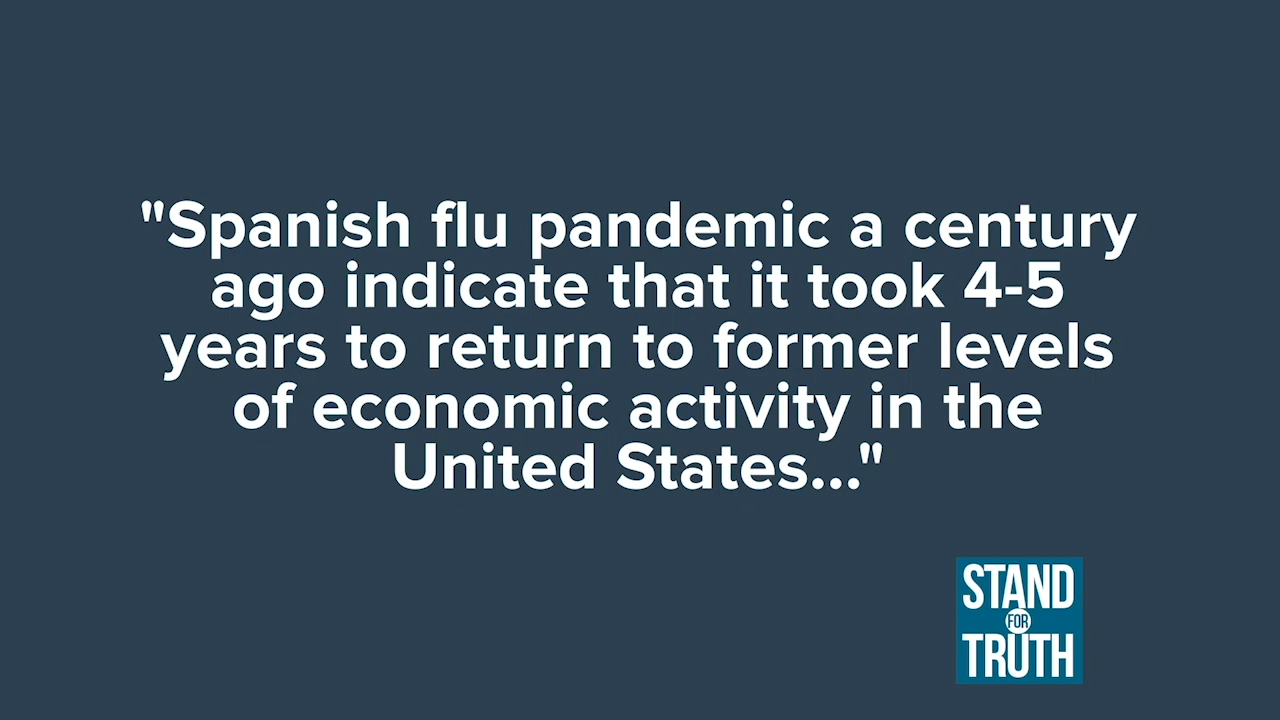 "Spanish flu pandemic a century
ago indicate that it took 4-5
years to return to former levels
of economic activity in the
United States..."
STAND
FOR
TRUTH